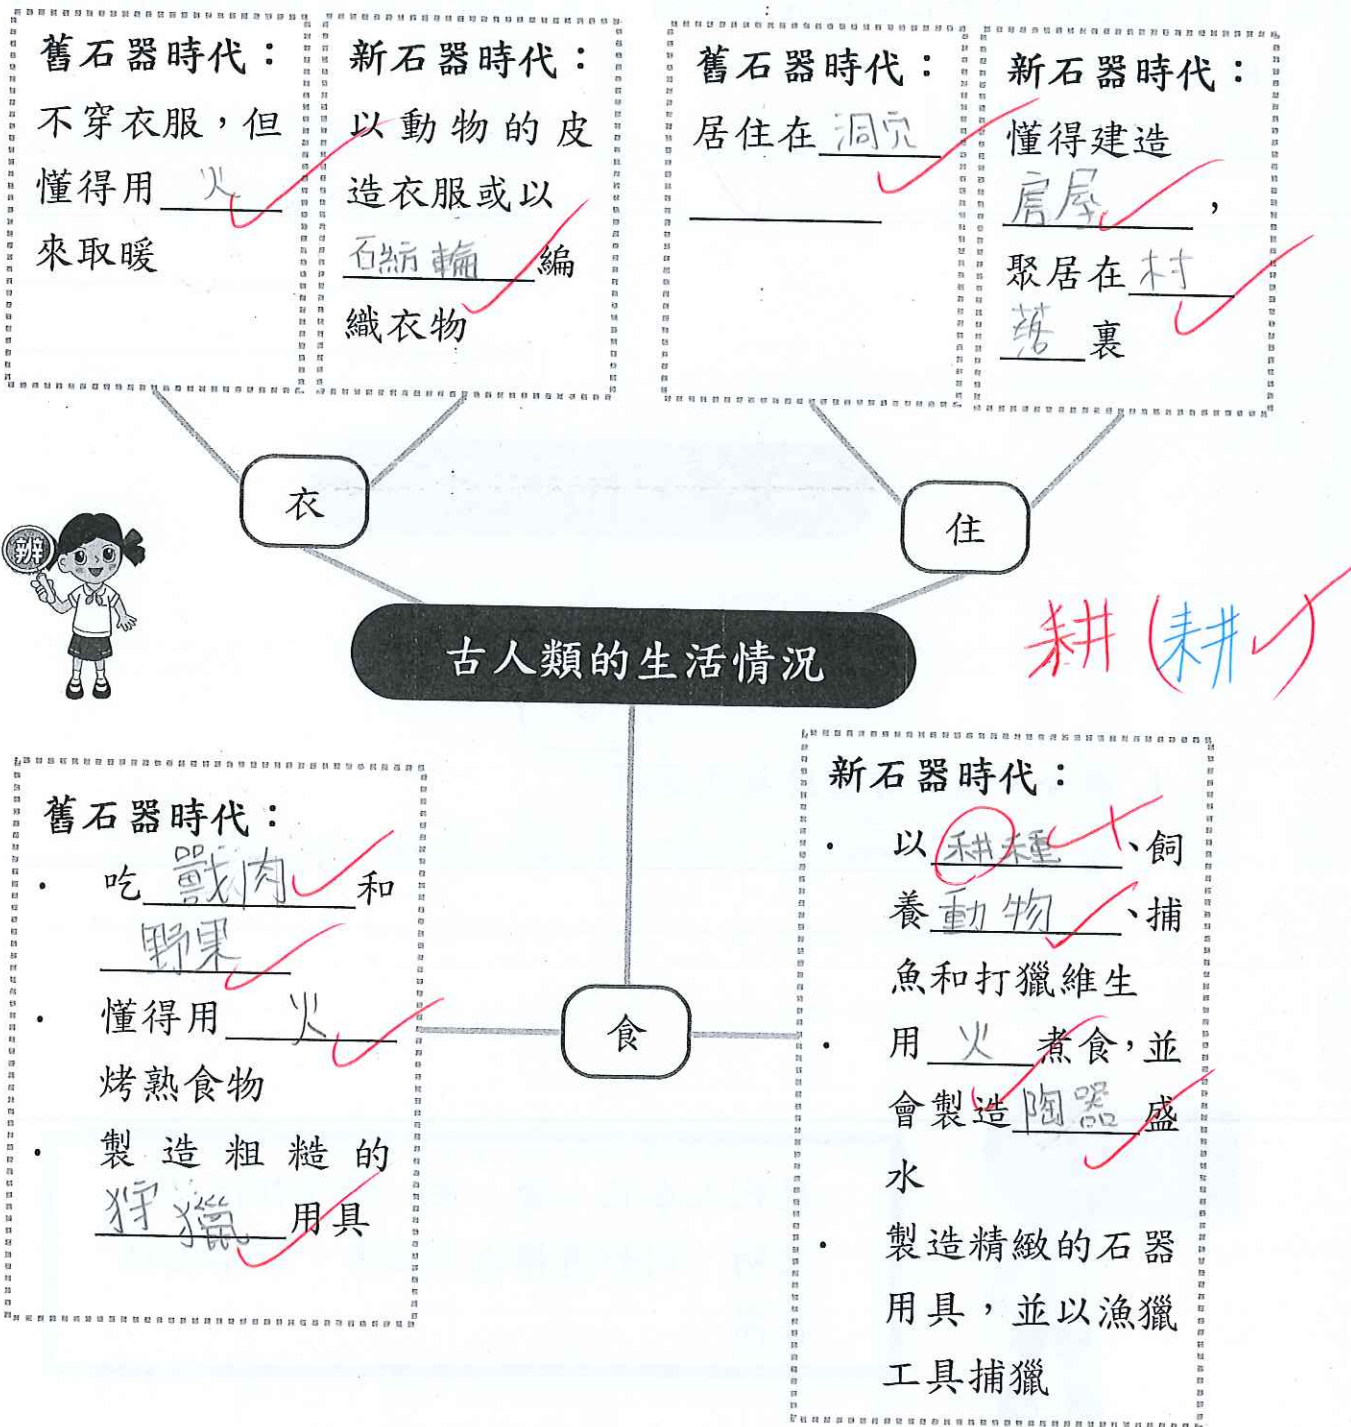 舊石器時代：
不穿衣服，但
懂得用火
來取暖
新石器時代：
以動物的皮
造衣服或以
石紡輪編
織衣物
舊石器時代：
居住在洞穴
新石器時代：
懂得建造
房屋，
聚居在村
落裏
衣
住
辨
古人類的生活情況
耕（耕✓）
舊石器時代：
• 吃獸肉和
野果
• 懂得用火
烤熟食物
• 製造粗糙的
狩獵用具
食
新石器時代：
• 以耕種、飼
養動物、捕
魚和打獵維生
• 用火煮食，並
會製造陶器盛
水
• 製造精緻的石器
用具，並以漁獵
工具捕獵